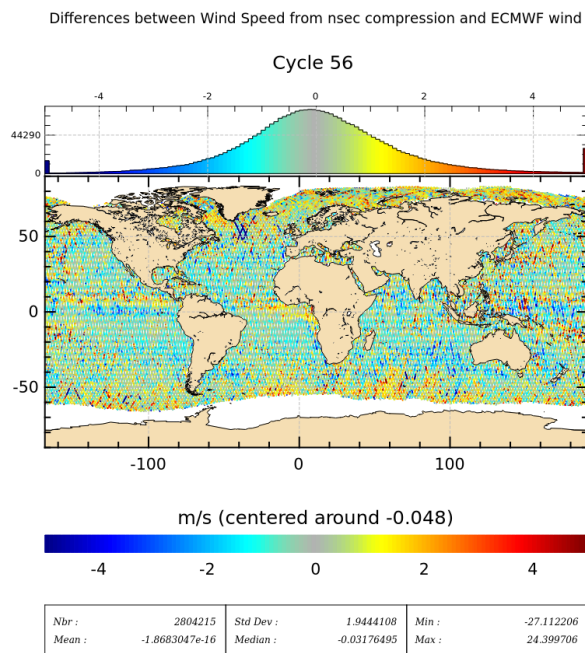 Differences between Wind Speed from nsec compression and ECMWF wind
Cycle 56
-4 -2 0 2 4
44290
0
50
0
-50
-100 0 100
m/s (centered around -0.048)
-4 -2 0 2 4
Nbr : 2804215 Std Dev : 1.9444108 Min : -27.112206
Mean : -1.8683047e-16 Median : -0.03176495 Max : 24.399706